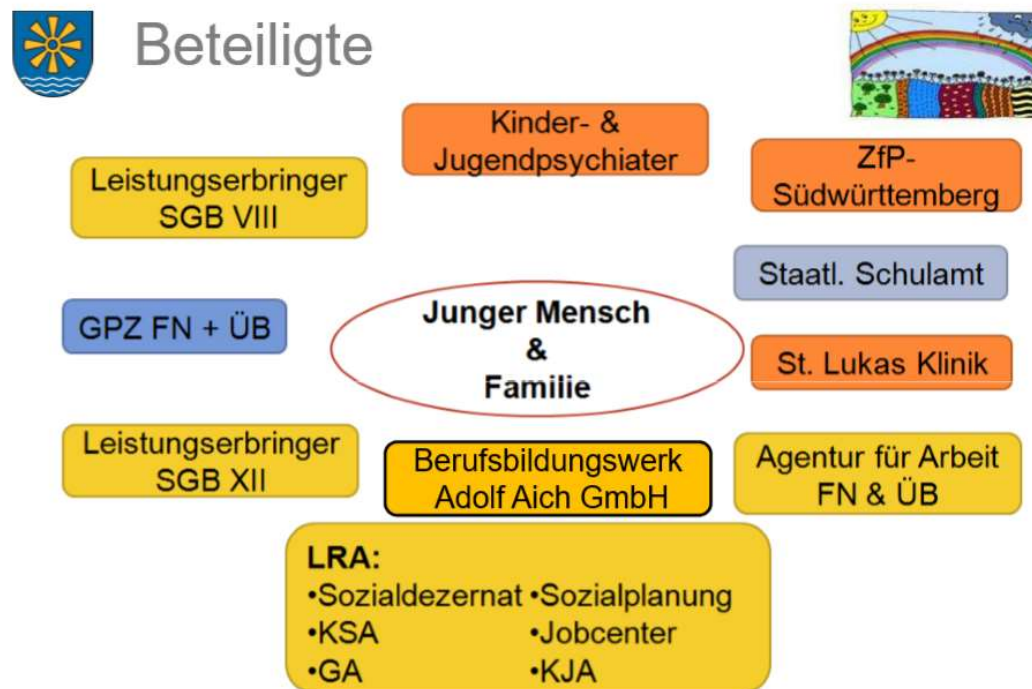 Beteiligte
Kinder- &
Jugendpsychiater
ZfP-
Südwürttemberg
Leistungserbringer
SGB VIII
Staatl. Schulamt
GPZ FN + ÜB
Junger Mensch
&
Familie
St. Lukas Klinik
Leistungserbringer
SGB XII
Berufsbildungswerk
Adolf Aich GmbH
Agentur für Arbeit
FN & ÜB
LRA:
•Sozialdezernat •Sozialplanung
•KSA •Jobcenter
•GA •KJA